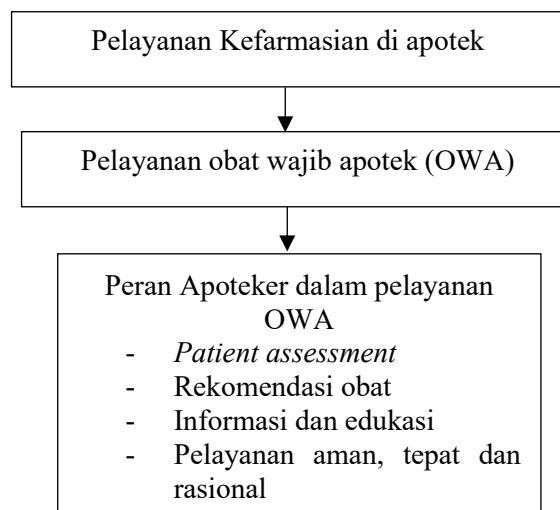 Pelayanan Kefarmasian di apotek
Pelayanan obat wajib apotek (OWA)
Peran Apoteker dalam pelayanan
OWA
- Patient assessment
- Rekomendasi obat
- Informasi dan edukasi
- Pelayanan aman, tepat dan
rasional